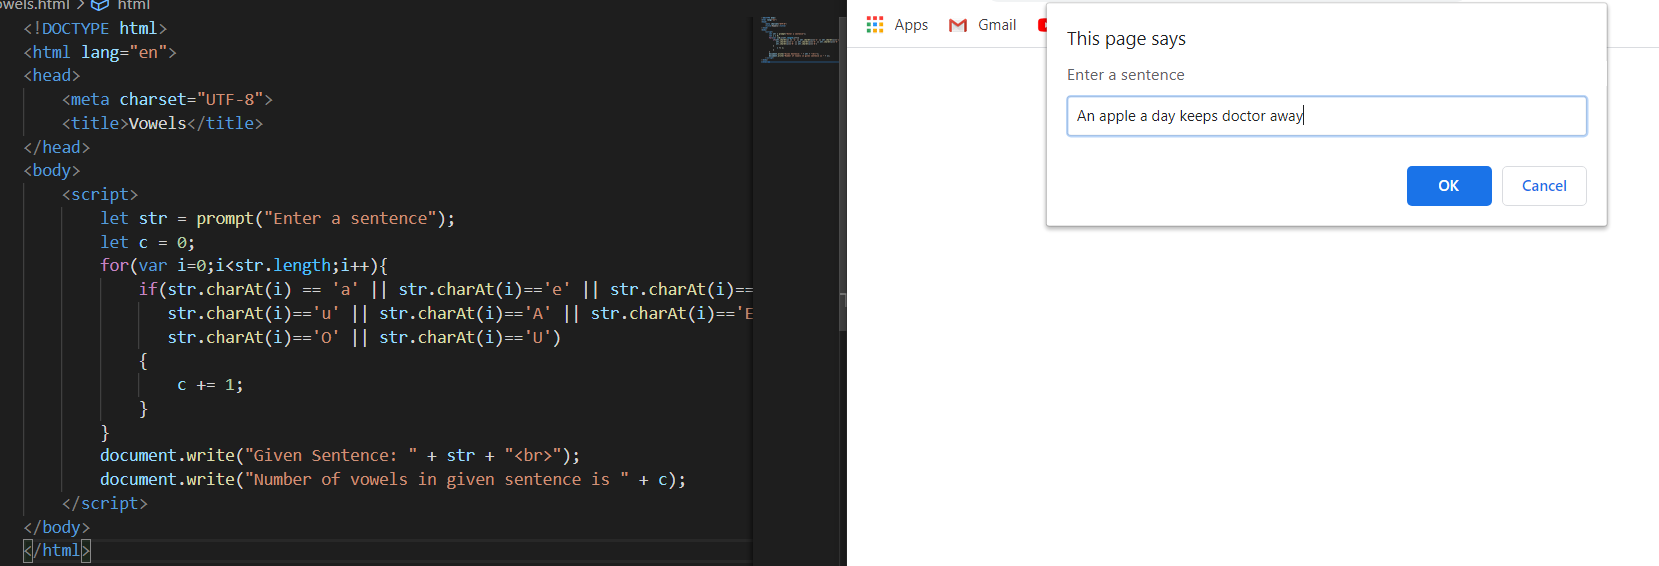 owels.html > html
<!DOCTYPE html>
<html lang="en">
<head>
<meta charset="UTF-8">
<title>Vowels</title>
</head>
<body>
<script>
let str = prompt("Enter a sentence");
let c = 0;
for(var i=0;i<str.length;i++){
if(str.charAt(i) == 'a' || str.charAt(i)=='e' || str.charAt(i)==
str.charAt(i)=='u' || str.charAt(i)=='A' || str.charAt(i)=='E
str.charAt(i)=='O' || str.charAt(i)=='U')
{
c += 1;
}
}
document.write("Given Sentence: " + str + "<br>");
document.write("Number of vowels in given sentence is " + c);
</script>
</body>
</html>
Apps Gmail
This page says
Enter a sentence
An apple a day keeps doctor away
OK Cancel